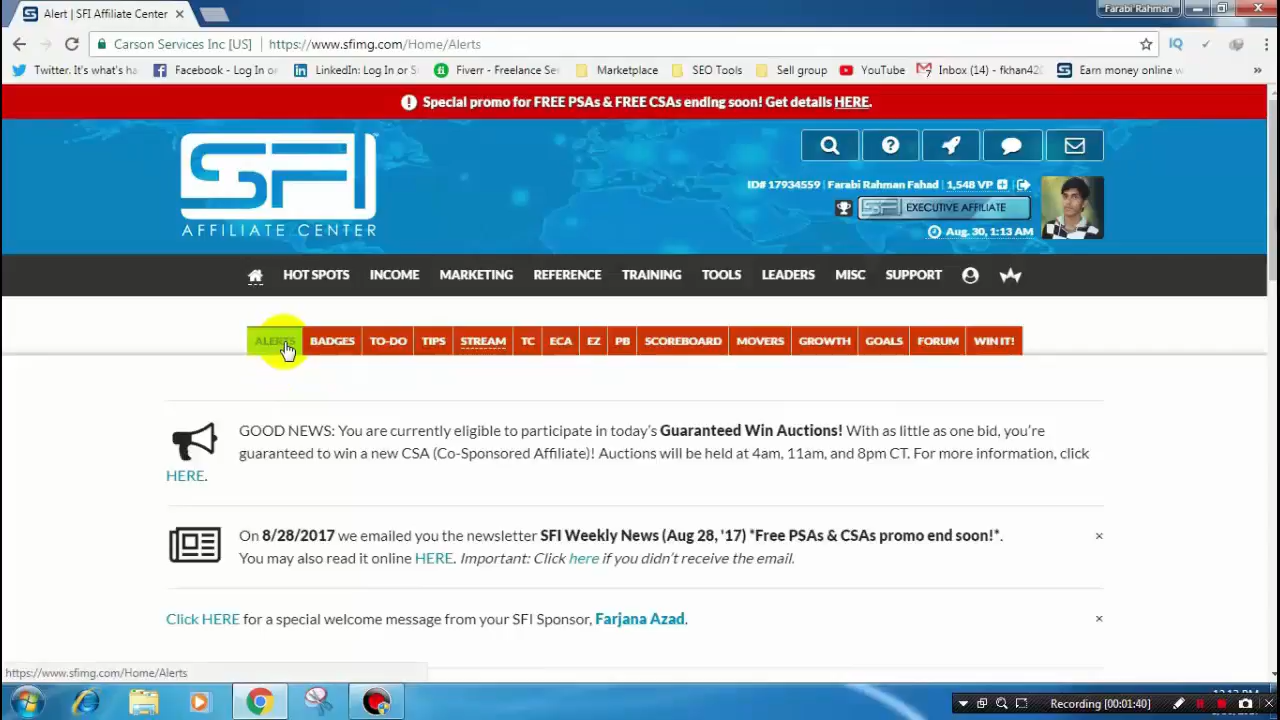 Alert | SFI Affiliate Center
Farabi Rahman
Carson Services Inc [US] | https://www.sfimg.com/Home/Alerts
Twitter. It's what's ha
Facebook - Log In or
LinkedIn: Log In or S
Fiverr - Freelance Se
Marketplace
SEO Tools
Sell group
YouTube
Inbox (14) - fkhan420
Earn money online w
Special promo for FREE PSAs & FREE CSAs ending soon! Get details HERE.
SFI
AFFILIATE CENTER
ID# 17934559 | Farabi Rahman Fahad | 1,548 VP
SFI EXECUTIVE AFFILIATE
Aug. 30, 1:13 AM
HOT SPOTS INCOME MARKETING REFERENCE TRAINING TOOLS LEADERS MISC SUPPORT
ALERTS BADGES TO-DO TIPS STREAM TC ECA EZ PB SCOREBOARD MOVERS GROWTH GOALS FORUM WIN IT!
GOOD NEWS: You are currently eligible to participate in today's Guaranteed Win Auctions! With as little as one bid, you're
guaranteed to win a new CSA (Co-Sponsored Affiliate)! Auctions will be held at 4am, 11am, and 8pm CT. For more information, click
HERE.
On 8/28/2017 we emailed you the newsletter SFI Weekly News (Aug 28, '17) *Free PSAs & CSAs promo end soon!*.
You may also read it online HERE. Important: Click here if you didn't receive the email.
Click HERE for a special welcome message from your SFI Sponsor, Farjana Azad.
https://www.sfimg.com/Home/Alerts
Recording [00:01:40]